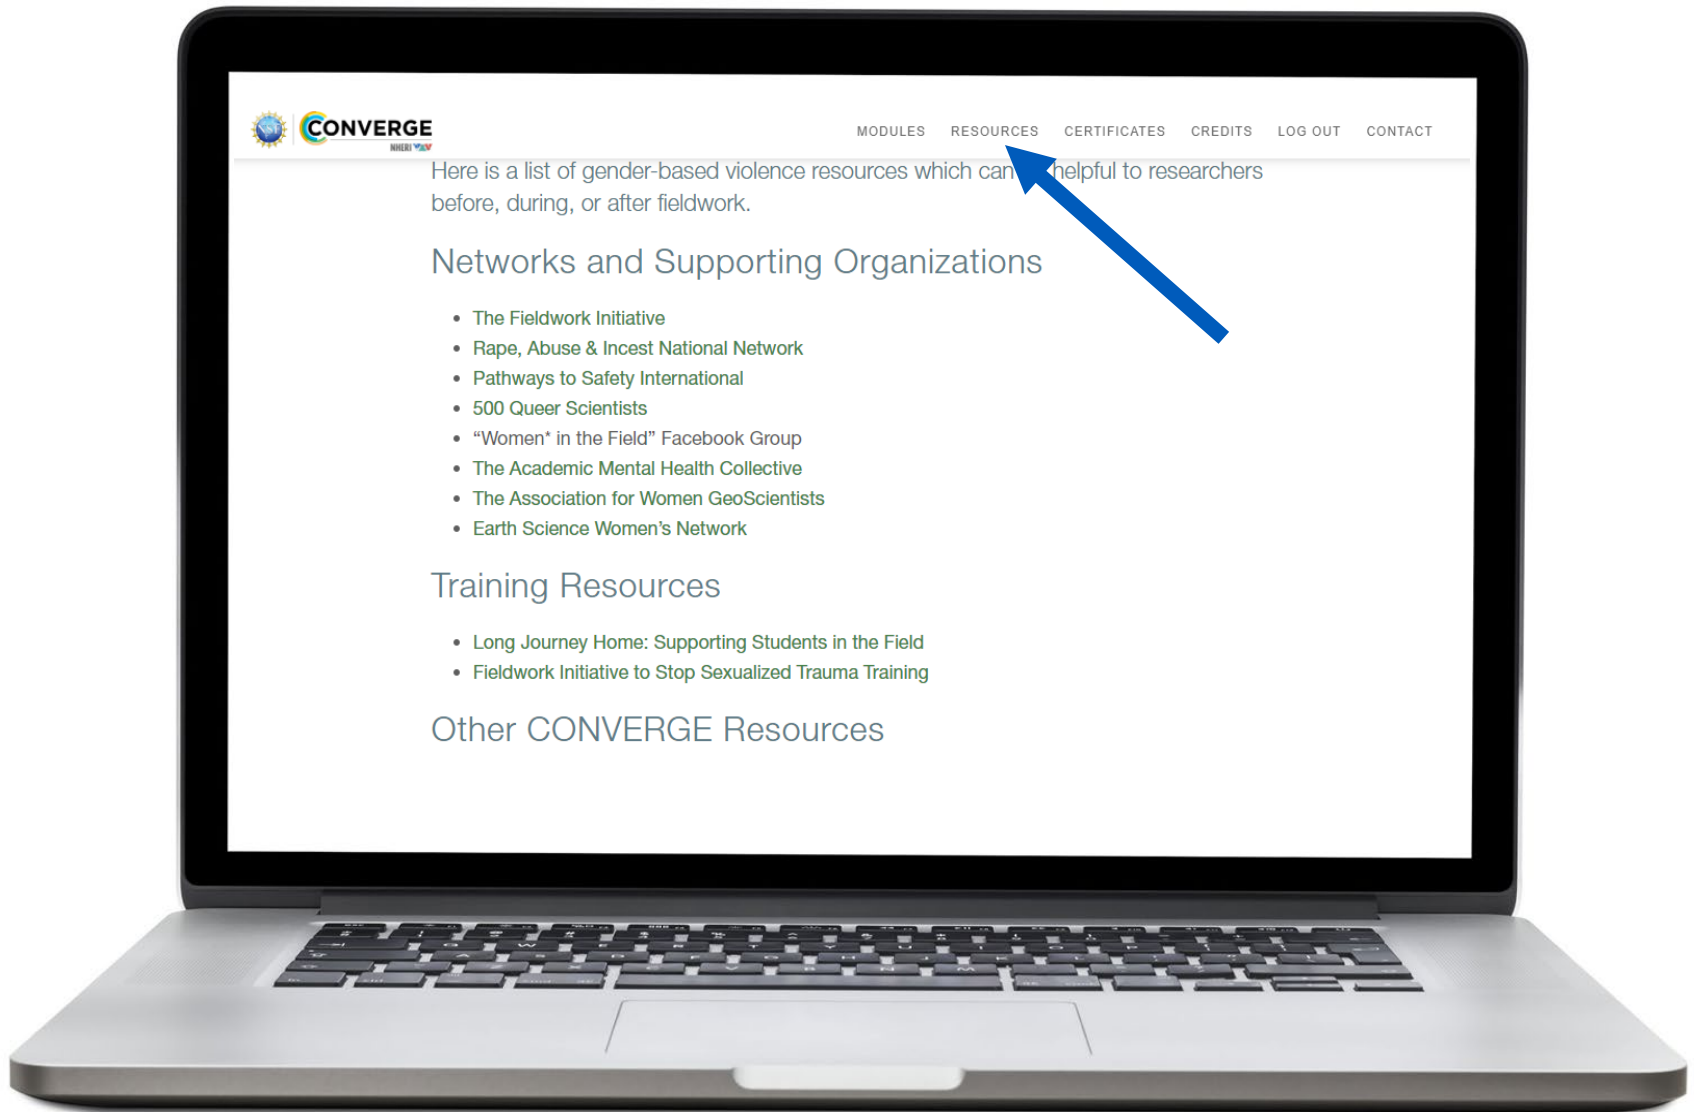 NSF CONVERGE
NHERI
MODULES RESOURCES CERTIFICATES CREDITS LOG OUT CONTACT
Here is a list of gender-based violence resources which can helpful to researchers
before, during, or after fieldwork.
Networks and Supporting Organizations
• The Fieldwork Initiative
• Rape, Abuse & Incest National Network
• Pathways to Safety International
• 500 Queer Scientists
• “Women* in the Field” Facebook Group
• The Academic Mental Health Collective
• The Association for Women GeoScientists
• Earth Science Women’s Network
Training Resources
• Long Journey Home: Supporting Students in the Field
• Fieldwork Initiative to Stop Sexualized Trauma Training
Other CONVERGE Resources